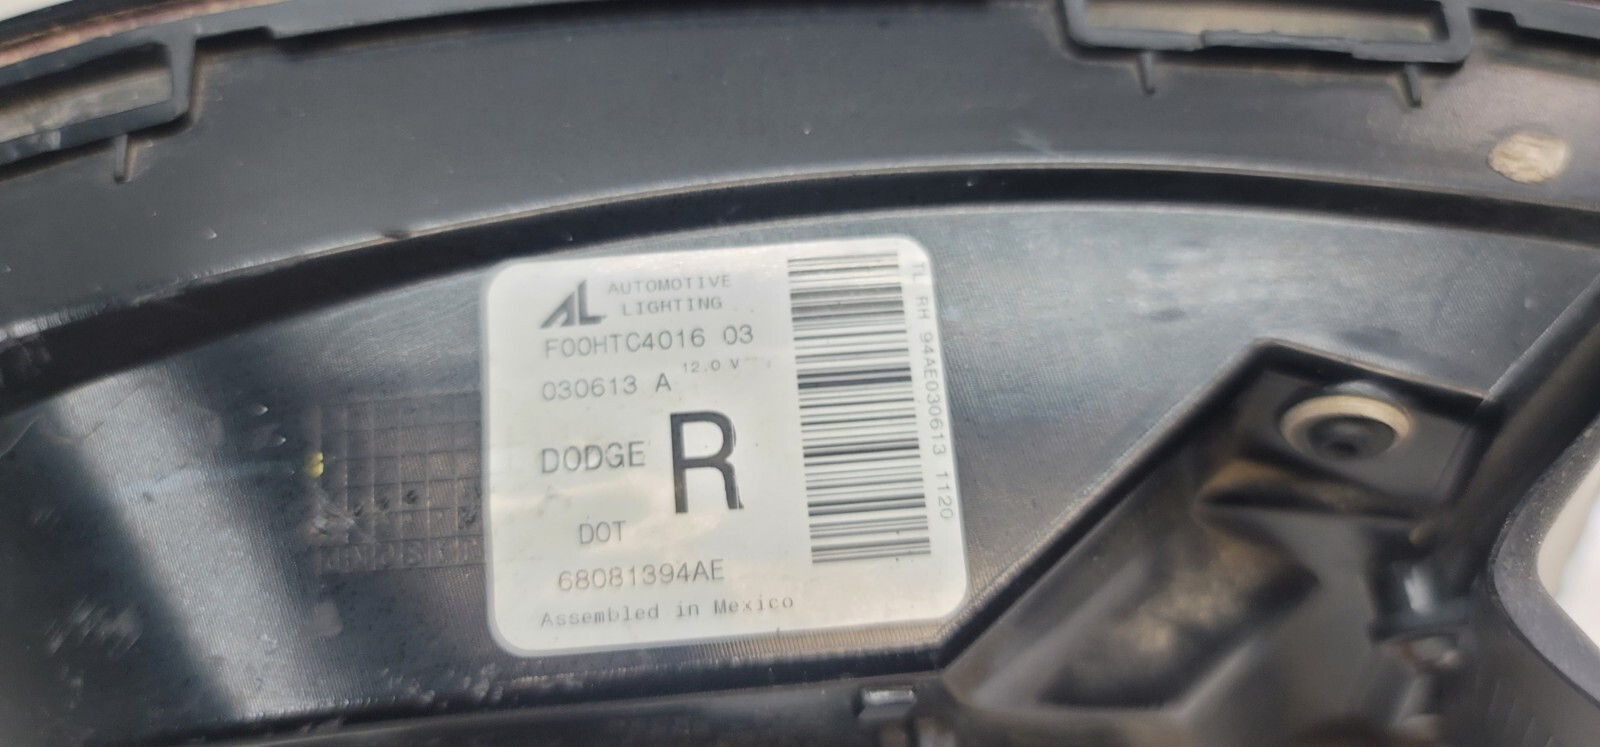 AL AUTOMOTIVE
LIGHTING
F00HTC4016 03
12.0 V
030613 A
DODGE R
DOT
68081394AE
Assembled in Mexico
TL RH 94AE030613 1120